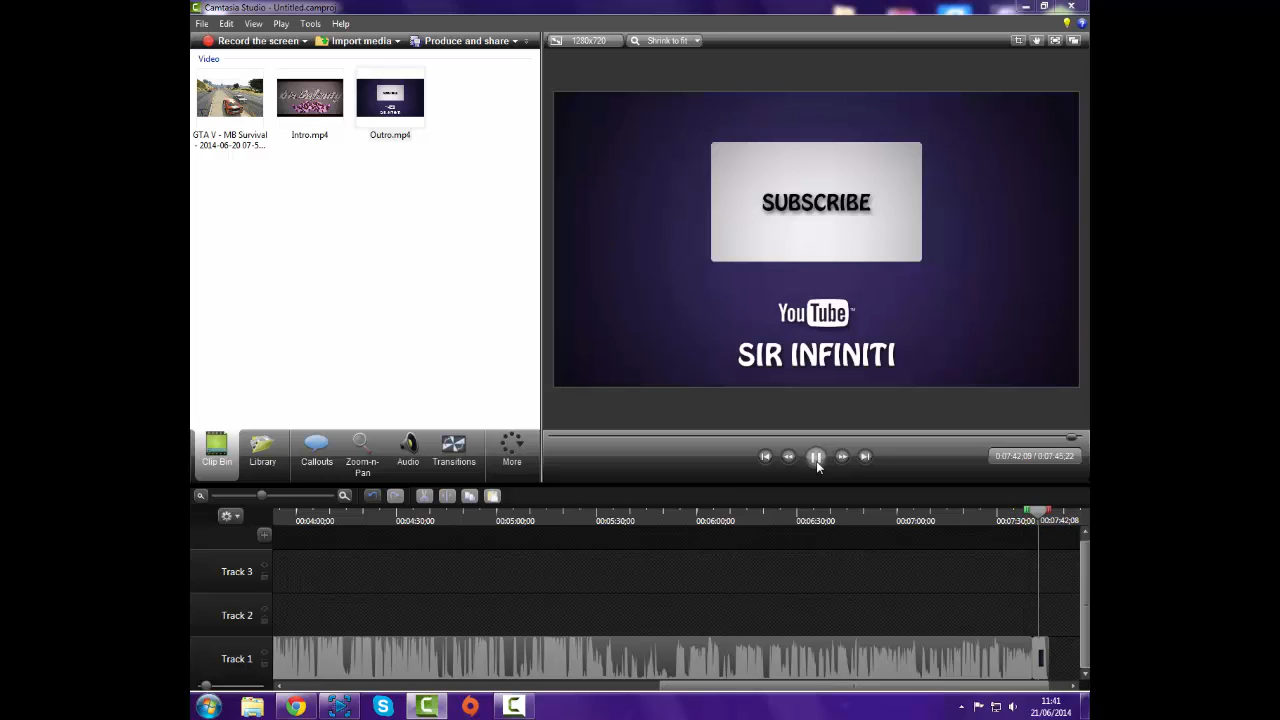 Camtasia Studio - Untitled.camproj
File Edit View Play Tools Help
Record the screen Import media Produce and share
1280x720 Shrink to fit
Video
GTA V - MB Survival - 2014-06-20 07-5...
Intro.mp4
Outro.mp4
SUBSCRIBE
YouTube
SIR INFINITI
Clip Bin Library Callouts Zoom-n-Pan Audio Transitions More
0:07:42,09 / 0:07:45,22
00:04:00;00 00:04:30;00 00:05:00;00 00:05:30;00 00:06:00;00 00:06:30;00 00:07:00;00 00:07:30;00 00:07:42;08
Track 3
Track 2
Track 1
11:41
21/06/2014